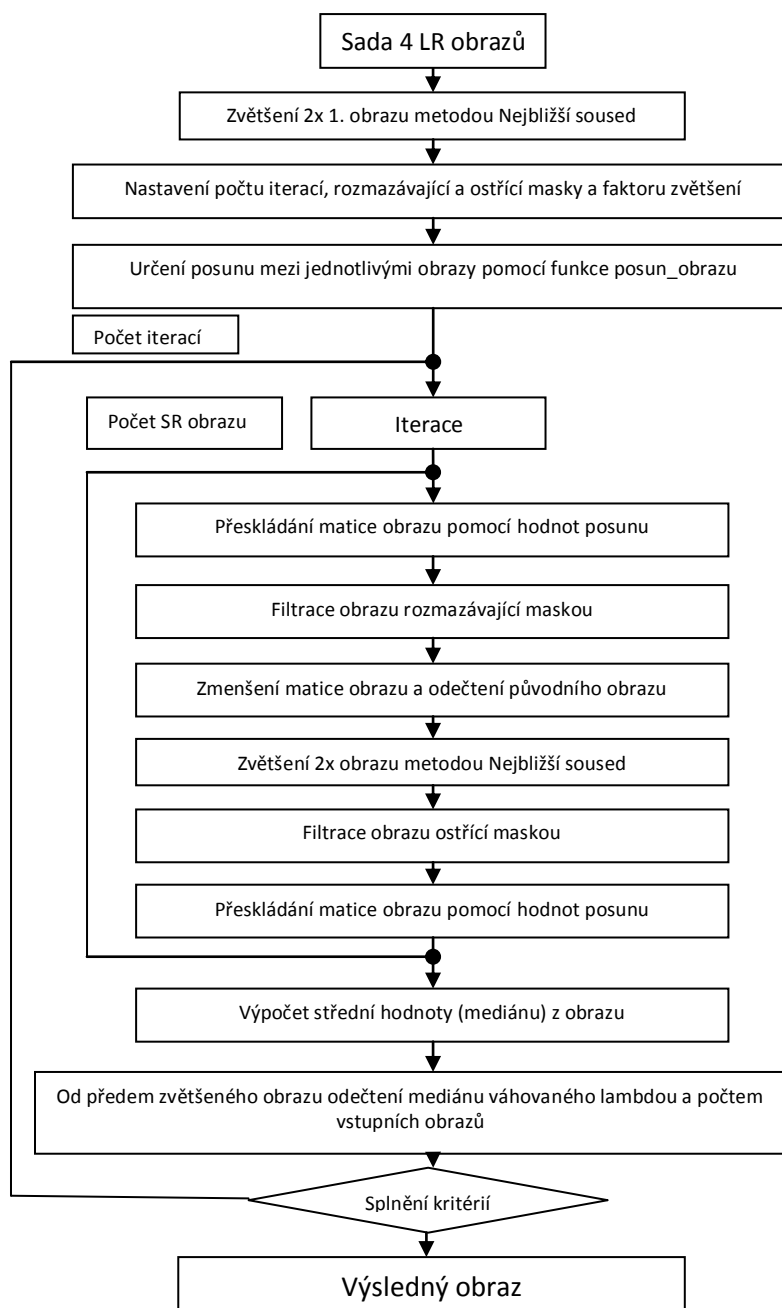 Sada 4 LR obrazů
Zvětšení 2x 1. obrazu metodou Nejbližší soused
Nastavení počtu iterací, rozmazávající a ostřící masky a faktoru zvětšení
Určení posunu mezi jednotlivými obrazy pomocí funkce posun_obrazu
Počet iterací
Počet SR obrazu
Iterace
Přeskládání matice obrazu pomocí hodnot posunu
Filtrace obrazu rozmazávající maskou
Zmenšení matice obrazu a odečtení původního obrazu
Zvětšení 2x obrazu metodou Nejbližší soused
Filtrace obrazu ostřící maskou
Přeskládání matice obrazu pomocí hodnot posunu
Výpočet střední hodnoty (mediánu) z obrazu
Od předem zvětšeného obrazu odečtení mediánu váhovaného lambdou a počtem
vstupních obrazů
Splnění kritérií
Výsledný obraz